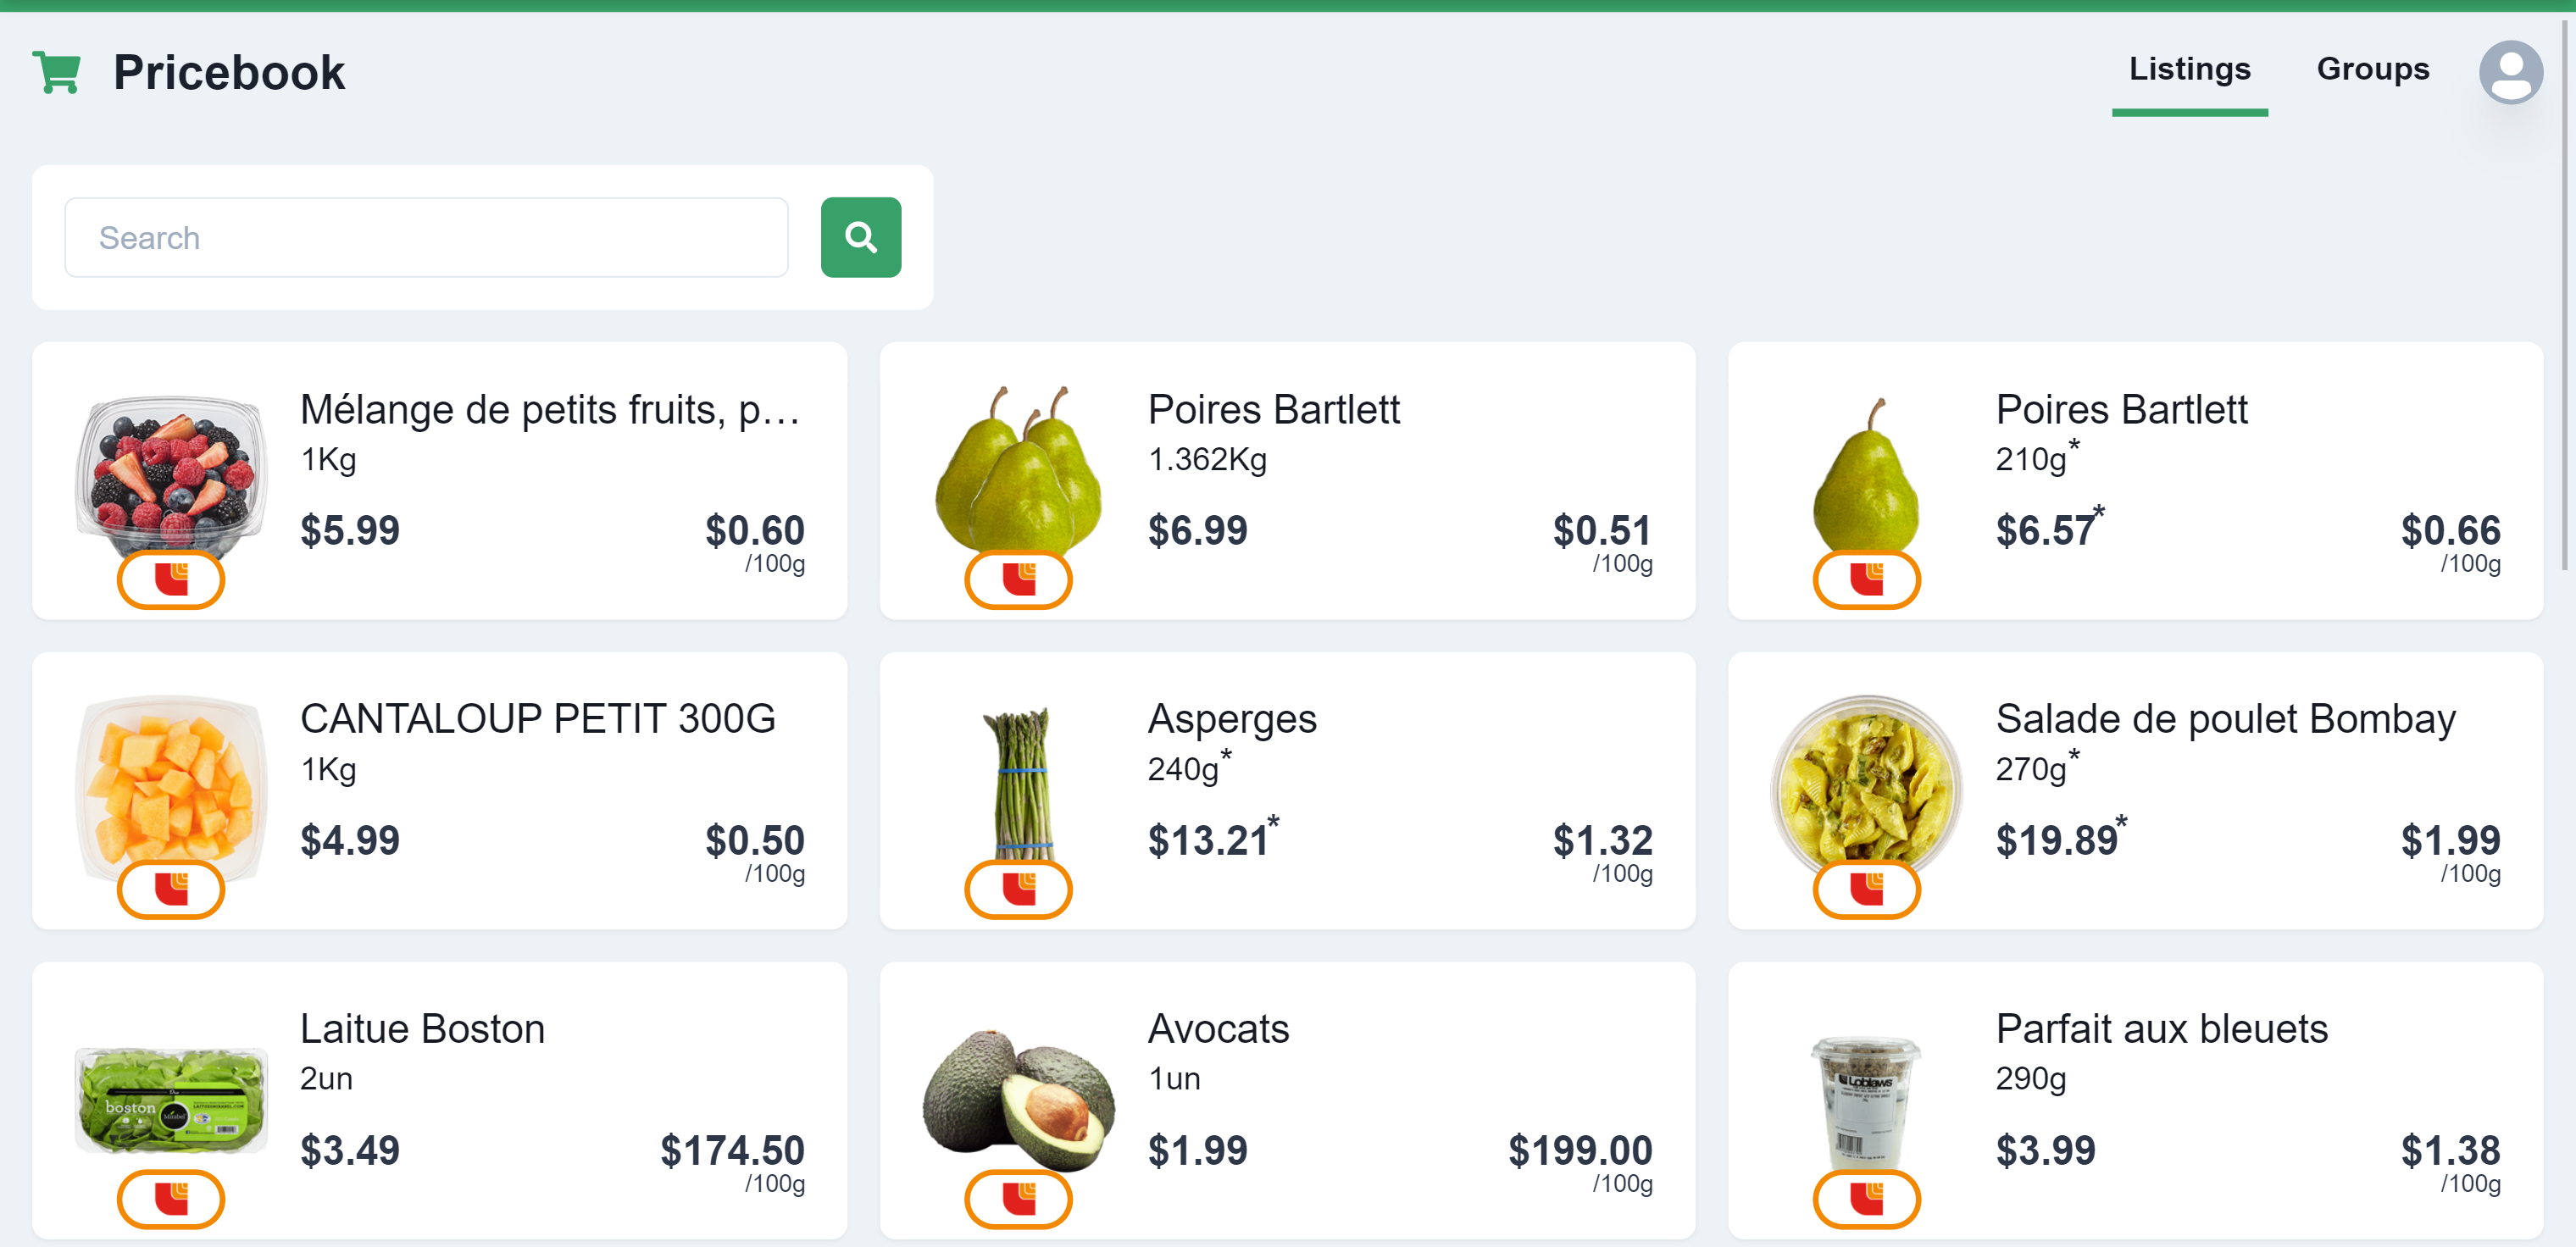 Pricebook
Listings
Groups
Search
Mélange de petits fruits, p…
1Kg
$5.99
$0.60
/100g
Poires Bartlett
1.362Kg
$6.99
$0.51
/100g
Poires Bartlett
210g*
$6.57*
$0.66
/100g
CANTALOUP PETIT 300G
1Kg
$4.99
$0.50
/100g
Asperges
240g*
$13.21*
$1.32
/100g
Salade de poulet Bombay
270g*
$19.89*
$1.99
/100g
boston
Laitue Boston
2un
$3.49
$174.50
/100g
Avocats
1un
$1.99
$199.00
/100g
Loblaws
Parfait aux bleuets
290g
$3.99
$1.38
/100g